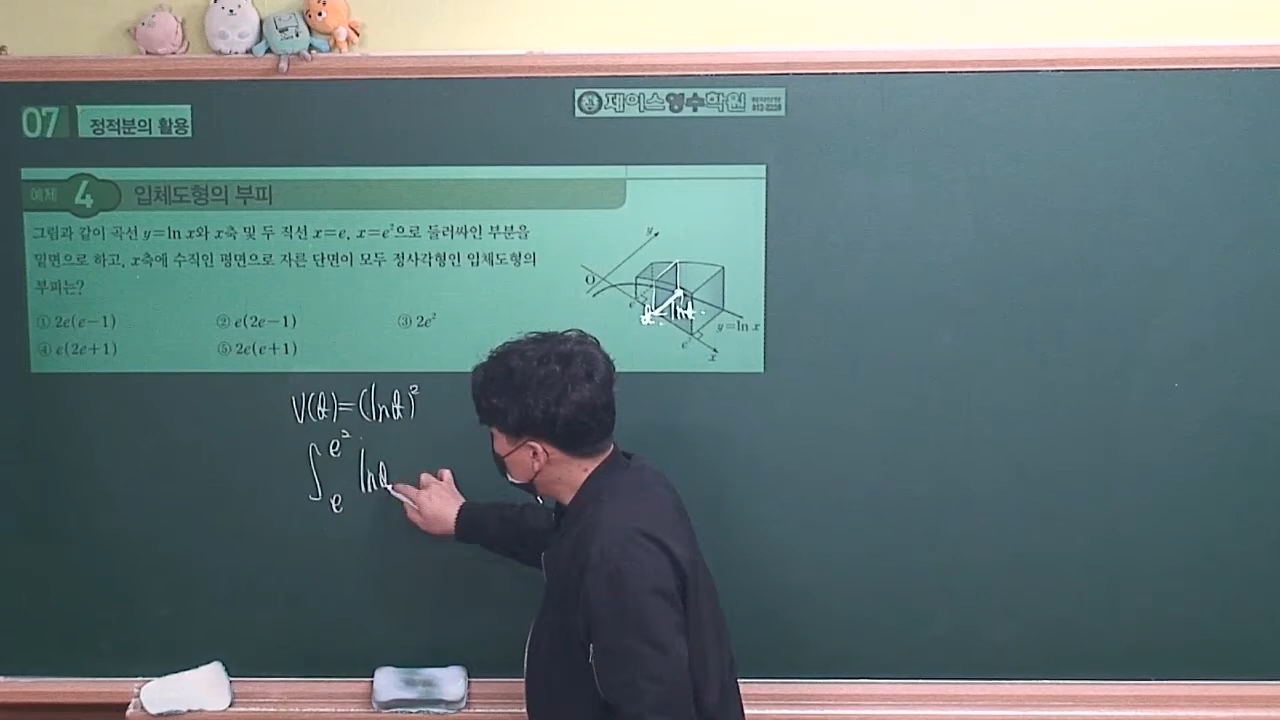 07 정적분의 활용
제이스영수학원
예제 4 입체도형의 부피
그림과 같이 곡선 y=ln x와 x축 및 두 직선 x=e, x=e²으로 둘러싸인 부분을
밑면으로 하고, x축에 수직인 평면으로 자른 단면이 모두 정사각형인 입체도형의
부피는?
① 2e(e−1) ② e(2e−1) ③ 2e²
④ e(2e+1) ⑤ 2e(e+1)
y
O
y=ln x
x
V(x)=(lnx)²
∫ₑ^(e²) lnx